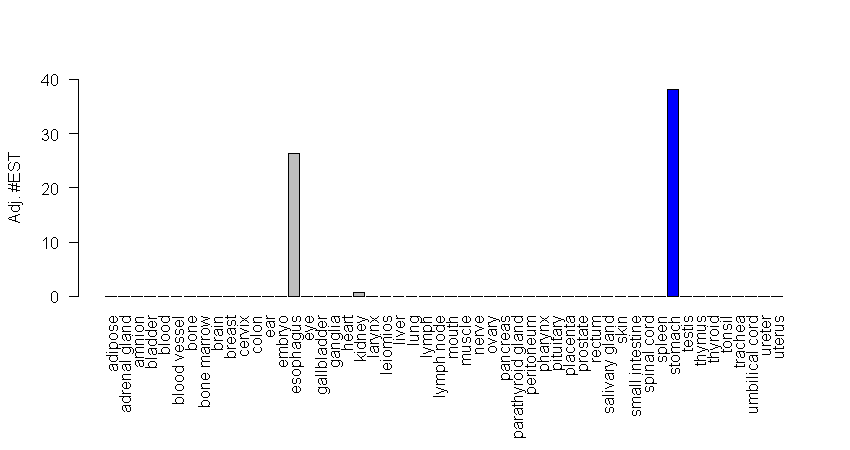 Adj. #EST
40
30
20
10
0
adipose
adrenal gland
amnion
bladder
blood
blood vessel
bone
bone marrow
brain
breast
cervix
colon
ear
embryo
esophagus
eye
gallbladder
ganglia
heart
kidney
larynx
leiomios
liver
lung
lymph
lymph node
mouth
muscle
nerve
ovary
pancreas
parathyroid gland
peritoneum
pharynx
pituitary
placenta
prostate
rectum
salivary gland
skin
small intestine
spinal cord
spleen
stomach
testis
thymus
thyroid
tonsil
trachea
umbilical cord
ureter
uterus